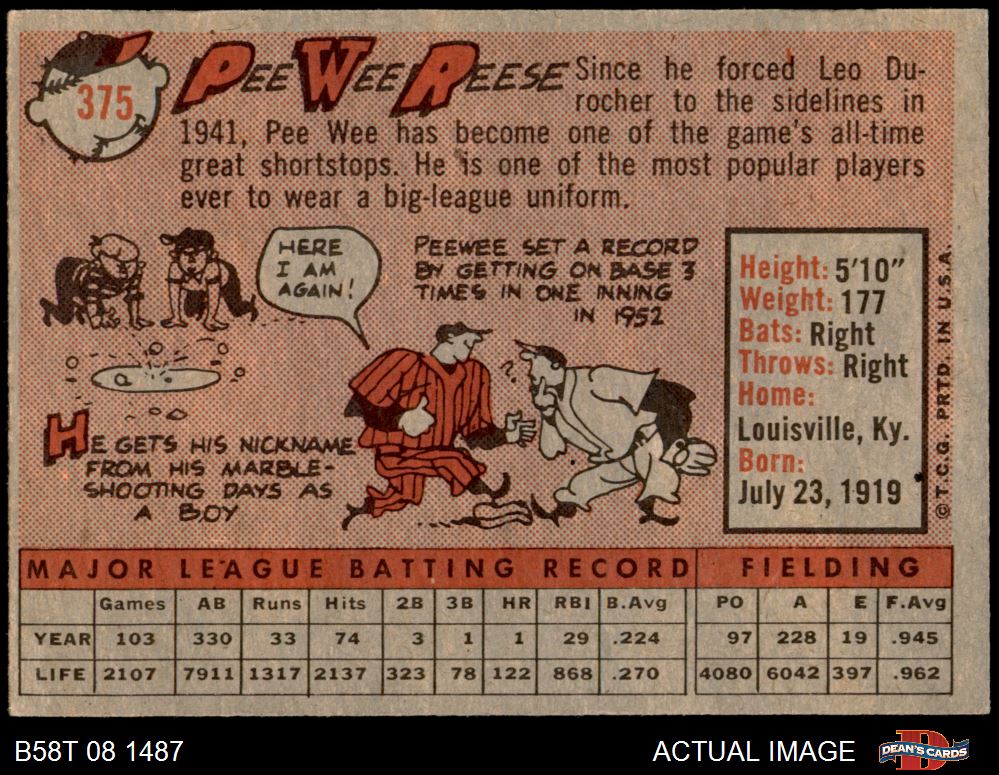 375
PEE WEE REESE Since he forced Leo Du-
rocher to the sidelines in
1941, Pee Wee has become one of the game's all-time
great shortstops. He is one of the most popular players
ever to wear a big-league uniform.
HERE
I AM
AGAIN!
PEEWEE SET A RECORD
BY GETTING ON BASE 3
TIMES IN ONE INNING
IN 1952
HE GETS HIS NICKNAME
FROM HIS MARBLE-
SHOOTING DAYS AS
A BOY
Height: 5'10"
Weight: 177
Bats: Right
Throws: Right
Home:
Louisville, Ky.
Born:
July 23, 1919
©T.C.G. PRTD. IN U.S.A.
MAJOR LEAGUE BATTING RECORD FIELDING
Games AB Runs Hits 2B 3B HR RBI B.Avg PO A E F.Avg
YEAR 103 330 33 74 3 1 1 29 .224 97 228 19 .945
LIFE 2107 7911 1317 2137 323 78 122 868 .270 4080 6042 397 .962
B58T 08 1487 ACTUAL IMAGE DEAN'S CARDS